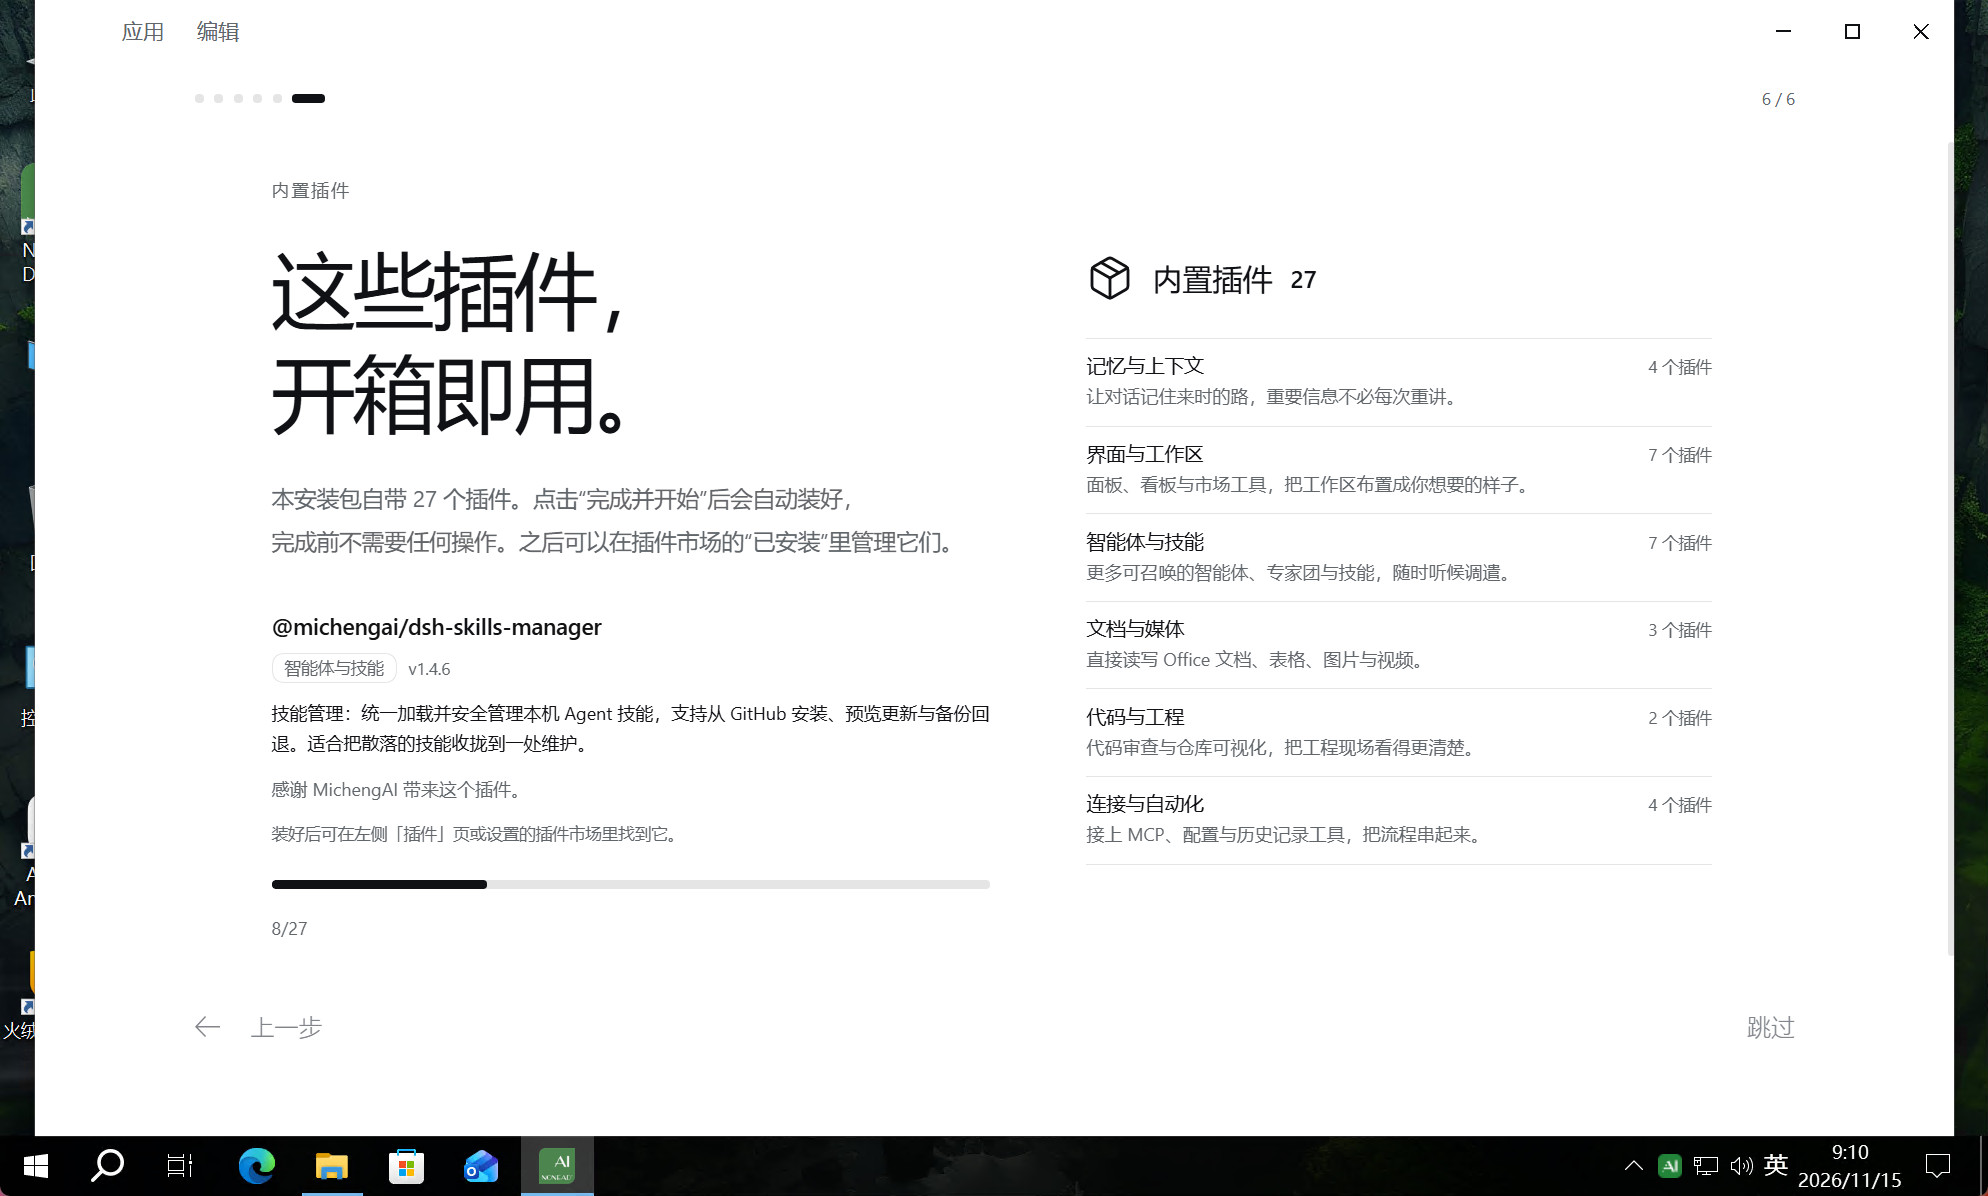 应用 编辑
6 / 6
内置插件
这些插件，
开箱即用。
本安装包自带 27 个插件。点击“完成并开始”后会自动装好，
完成前不需要任何操作。之后可以在插件市场的“已安装”里管理它们。
@michengai/dsh-skills-manager
智能体与技能 v1.4.6
技能管理：统一加载并安全管理本机 Agent 技能，支持从 GitHub 安装、预览更新与备份回
退。适合把散落的技能收拢到一处维护。
感谢 MichengAI 带来这个插件。
装好后可在左侧「插件」页或设置的插件市场里找到它。
8/27
内置插件 27
记忆与上下文 4 个插件
让对话记住来时的路，重要信息不必每次重讲。
界面与工作区 7 个插件
面板、看板与市场工具，把工作区布置成你想要的样子。
智能体与技能 7 个插件
更多可召唤的智能体、专家团与技能，随时听候调遣。
文档与媒体 3 个插件
直接读写 Office 文档、表格、图片与视频。
代码与工程 2 个插件
代码审查与仓库可视化，把工程现场看得更清楚。
连接与自动化 4 个插件
接上 MCP、配置与历史记录工具，把流程串起来。
上一步
跳过
N
D
控
A
An
火绒
AI
NONEAD
AI
英
9:10
2026/11/15